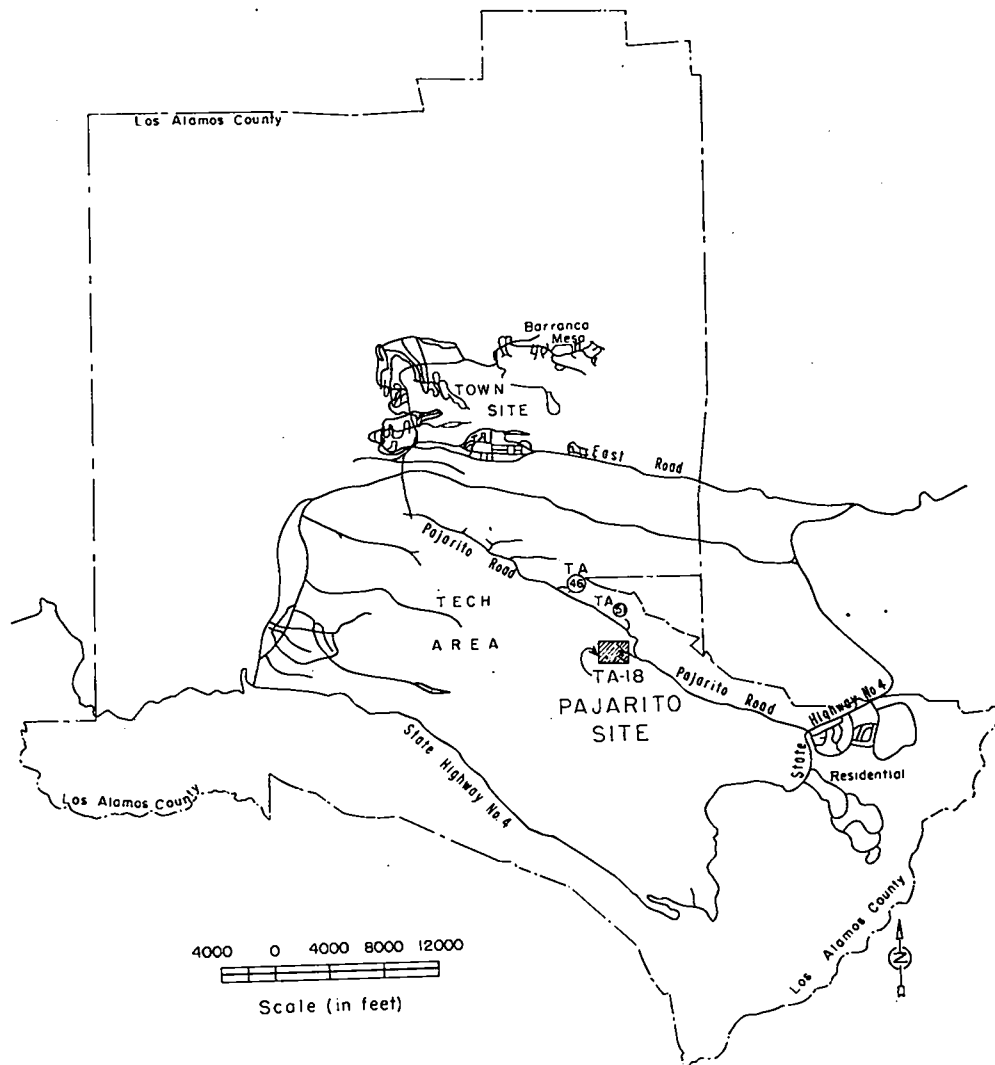 Los Alamos County
Barranca
Mesa
TOWN
SITE
East Road
Pajarito Road
TA
46
TA
51
TECH
AREA
TA-18
PAJARITO
SITE
Pajarito Road
State Highway No. 4
Residential
Los Alamos County
State Highway No. 4
Los Alamos County
4000 0 4000 8000 12000
Scale (in feet)
N